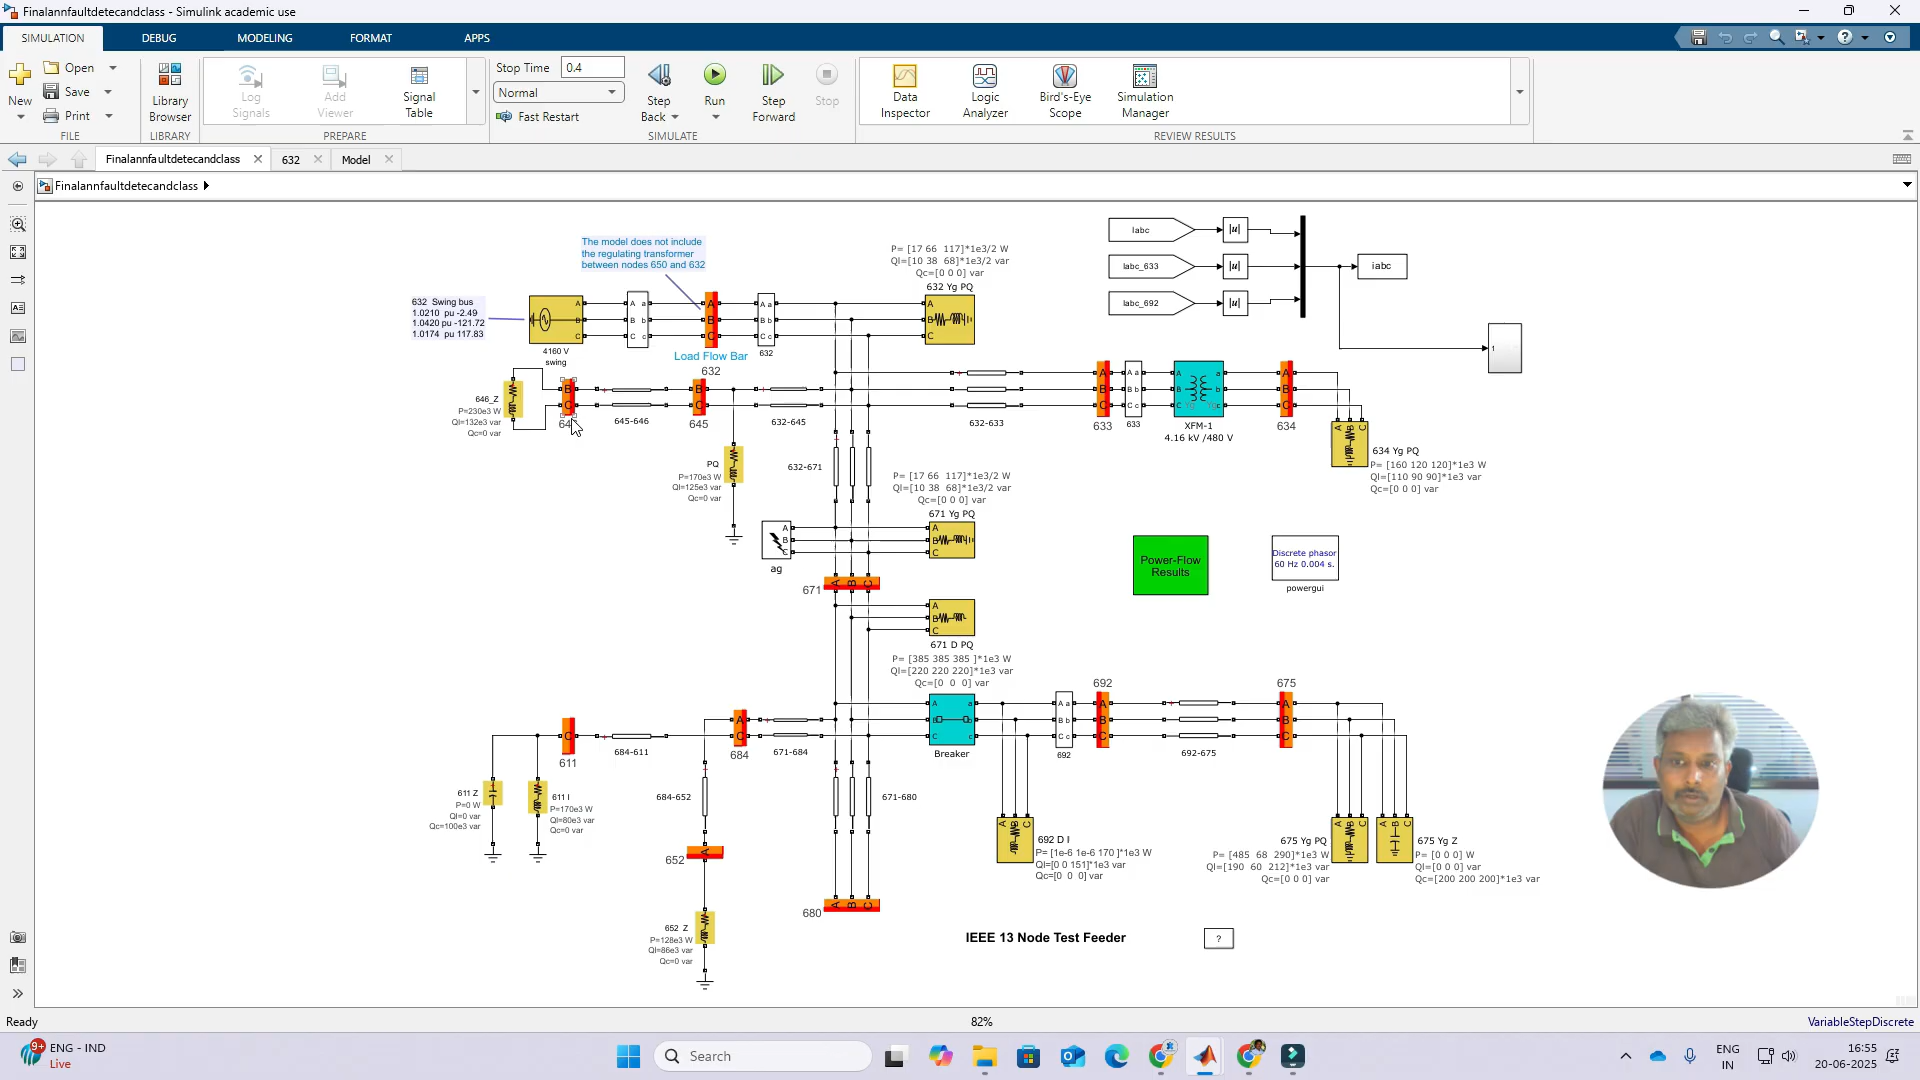 Finalannfaultdetecandclass - Simulink academic use
SIMULATION
DEBUG
MODELING
FORMAT
APPS
New
Open
Save
Print
FILE
Library
Browser
LIBRARY
Log
Signals
Add
Viewer
Signal
Table
PREPARE
Stop Time 0.4
Normal
Fast Restart
Step
Back
Run
Step
Forward
Stop
SIMULATE
Data
Inspector
Logic
Analyzer
Bird's-Eye
Scope
Simulation
Manager
REVIEW RESULTS
Finalannfaultdetecandclass
632
Model
Finalannfaultdetecandclass
The model does not include
the regulating transformer
between nodes 650 and 632
632 Swing bus
1.0210 pu -2.49
1.0420 pu -121.72
1.0174 pu 117.83
4160 V
swing
Load Flow Bar
632
632
P= [17 66 117]*1e3/2 W
Ql=[10 38 68]*1e3/2 var
Qc=[0 0 0] var
632 Yg PQ
Iabc
Iabc_633
Iabc_692
|u|
|u|
|u|
iabc
1
646_Z
P=230e3 W
Ql=132e3 var
Qc=0 var
645-646
645
632-645
632-633
633
633
XFM-1
4.16 kV /480 V
634
634 Yg PQ
P= [160 120 120]*1e3 W
Ql=[110 90 90]*1e3 var
Qc=[0 0 0] var
PQ
P=170e3 W
Ql=125e3 var
Qc=0 var
632-671
P= [17 66 117]*1e3/2 W
Ql=[10 38 68]*1e3/2 var
Qc=[0 0 0] var
671 Yg PQ
ag
671
Power-Flow
Results
Discrete phasor
60 Hz 0.004 s.
powergui
671 D PQ
P= [385 385 385 ]*1e3 W
Ql=[220 220 220]*1e3 var
Qc=[0 0 0] var
Breaker
692
692
692-675
675
611
684-611
684
671-684
611 Z
P=0 W
Ql=0 var
Qc=100e3 var
611 I
P=170e3 W
Ql=80e3 var
Qc=0 var
684-652
671-680
652
680
652 Z
P=128e3 W
Ql=86e3 var
Qc=0 var
692 D I
P= [1e-6 1e-6 170 ]*1e3 W
Ql=[0 0 151]*1e3 var
Qc=[0 0 0] var
675 Yg PQ
P= [485 68 290]*1e3 W
Ql=[190 60 212]*1e3 var
Qc=[0 0 0] var
675 Yg Z
P= [0 0 0] W
Ql=[0 0 0] var
Qc=[200 200 200]*1e3 var
IEEE 13 Node Test Feeder
?
Ready
82%
VariableStepDiscrete
9+
ENG - IND
Live
Search
ENG
IN
16:55
20-06-2025